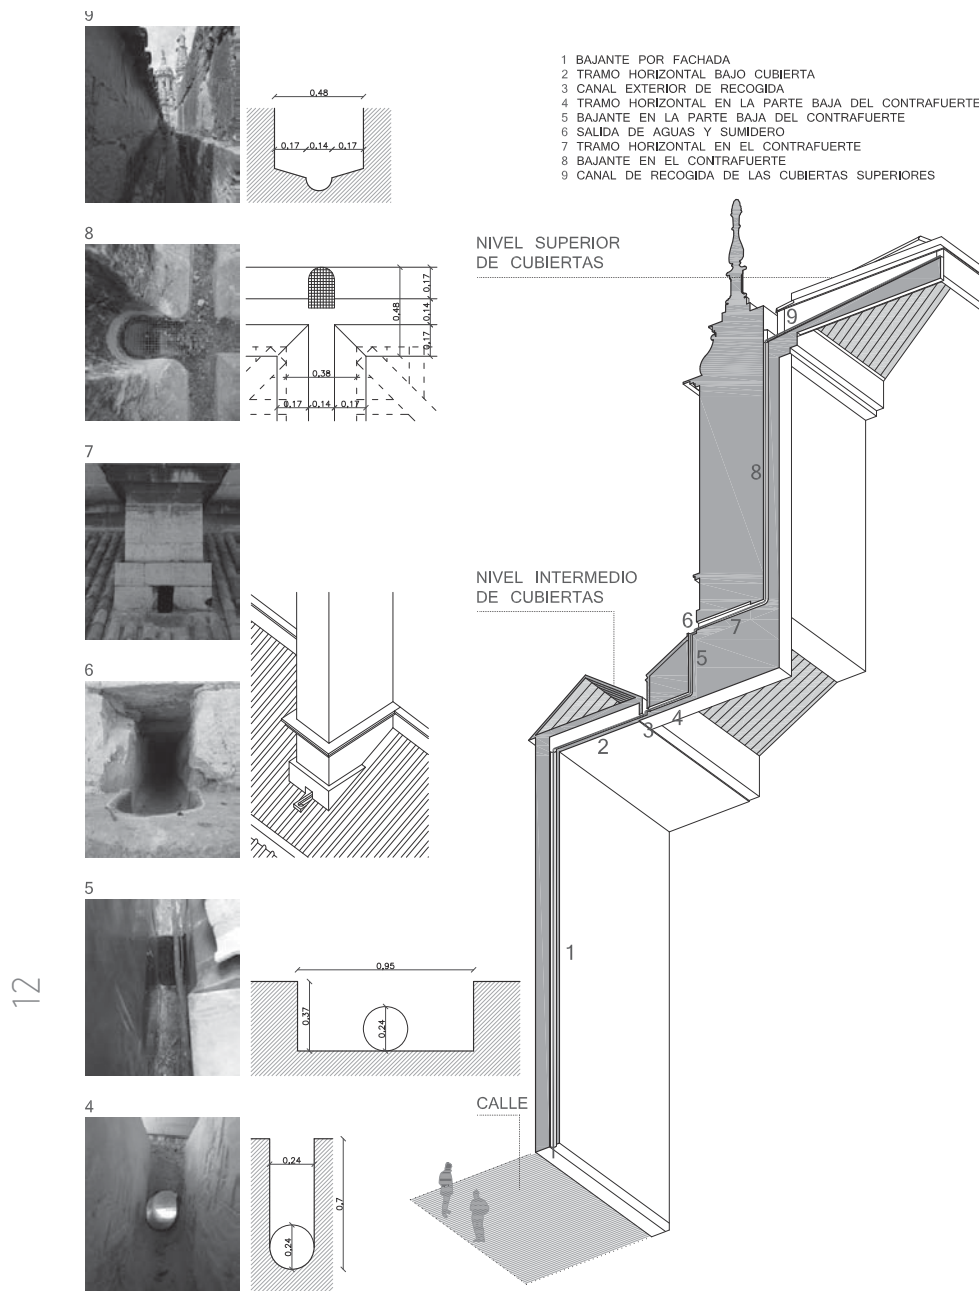 9
0,48
0,17 0,14 0,17
1 BAJANTE POR FACHADA
2 TRAMO HORIZONTAL BAJO CUBIERTA
3 CANAL EXTERIOR DE RECOGIDA
4 TRAMO HORIZONTAL EN LA PARTE BAJA DEL CONTRAFUERTE
5 BAJANTE EN LA PARTE BAJA DEL CONTRAFUERTE
6 SALIDA DE AGUAS Y SUMIDERO
7 TRAMO HORIZONTAL EN EL CONTRAFUERTE
8 BAJANTE EN EL CONTRAFUERTE
9 CANAL DE RECOGIDA DE LAS CUBIERTAS SUPERIORES
8
0,48
0,17
0,14
0,17
0,38
0,17 0,14 0,17
7
6
5
0,95
0,37
0,24
4
0,24
0,7
0,24
NIVEL SUPERIOR
DE CUBIERTAS
9
8
NIVEL INTERMEDIO
DE CUBIERTAS
6
7
5
4
3
2
1
CALLE
12